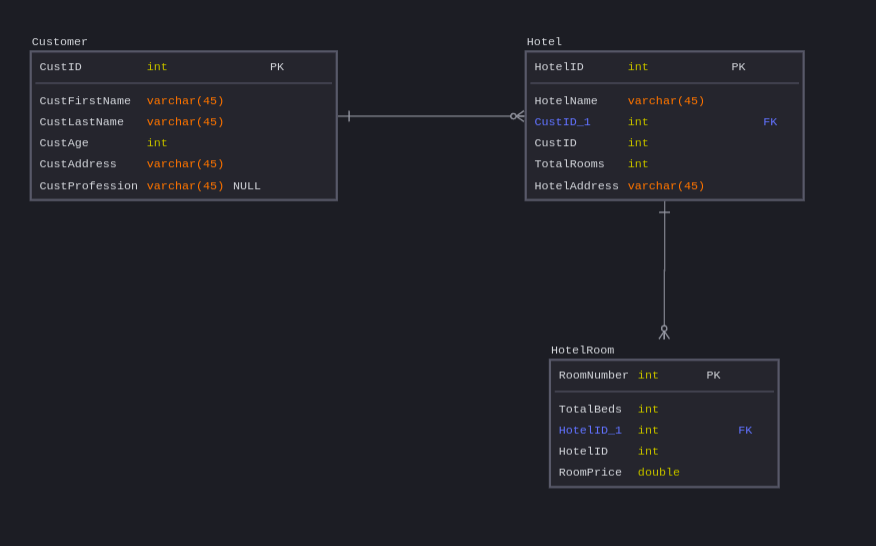 Customer
CustID int PK
CustFirstName varchar(45)
CustLastName varchar(45)
CustAge int
CustAddress varchar(45)
CustProfession varchar(45) NULL
Hotel
HotelID int PK
HotelName varchar(45)
CustID_1 int FK
CustID int
TotalRooms int
HotelAddress varchar(45)
HotelRoom
RoomNumber int PK
TotalBeds int
HotelID_1 int FK
HotelID int
RoomPrice double